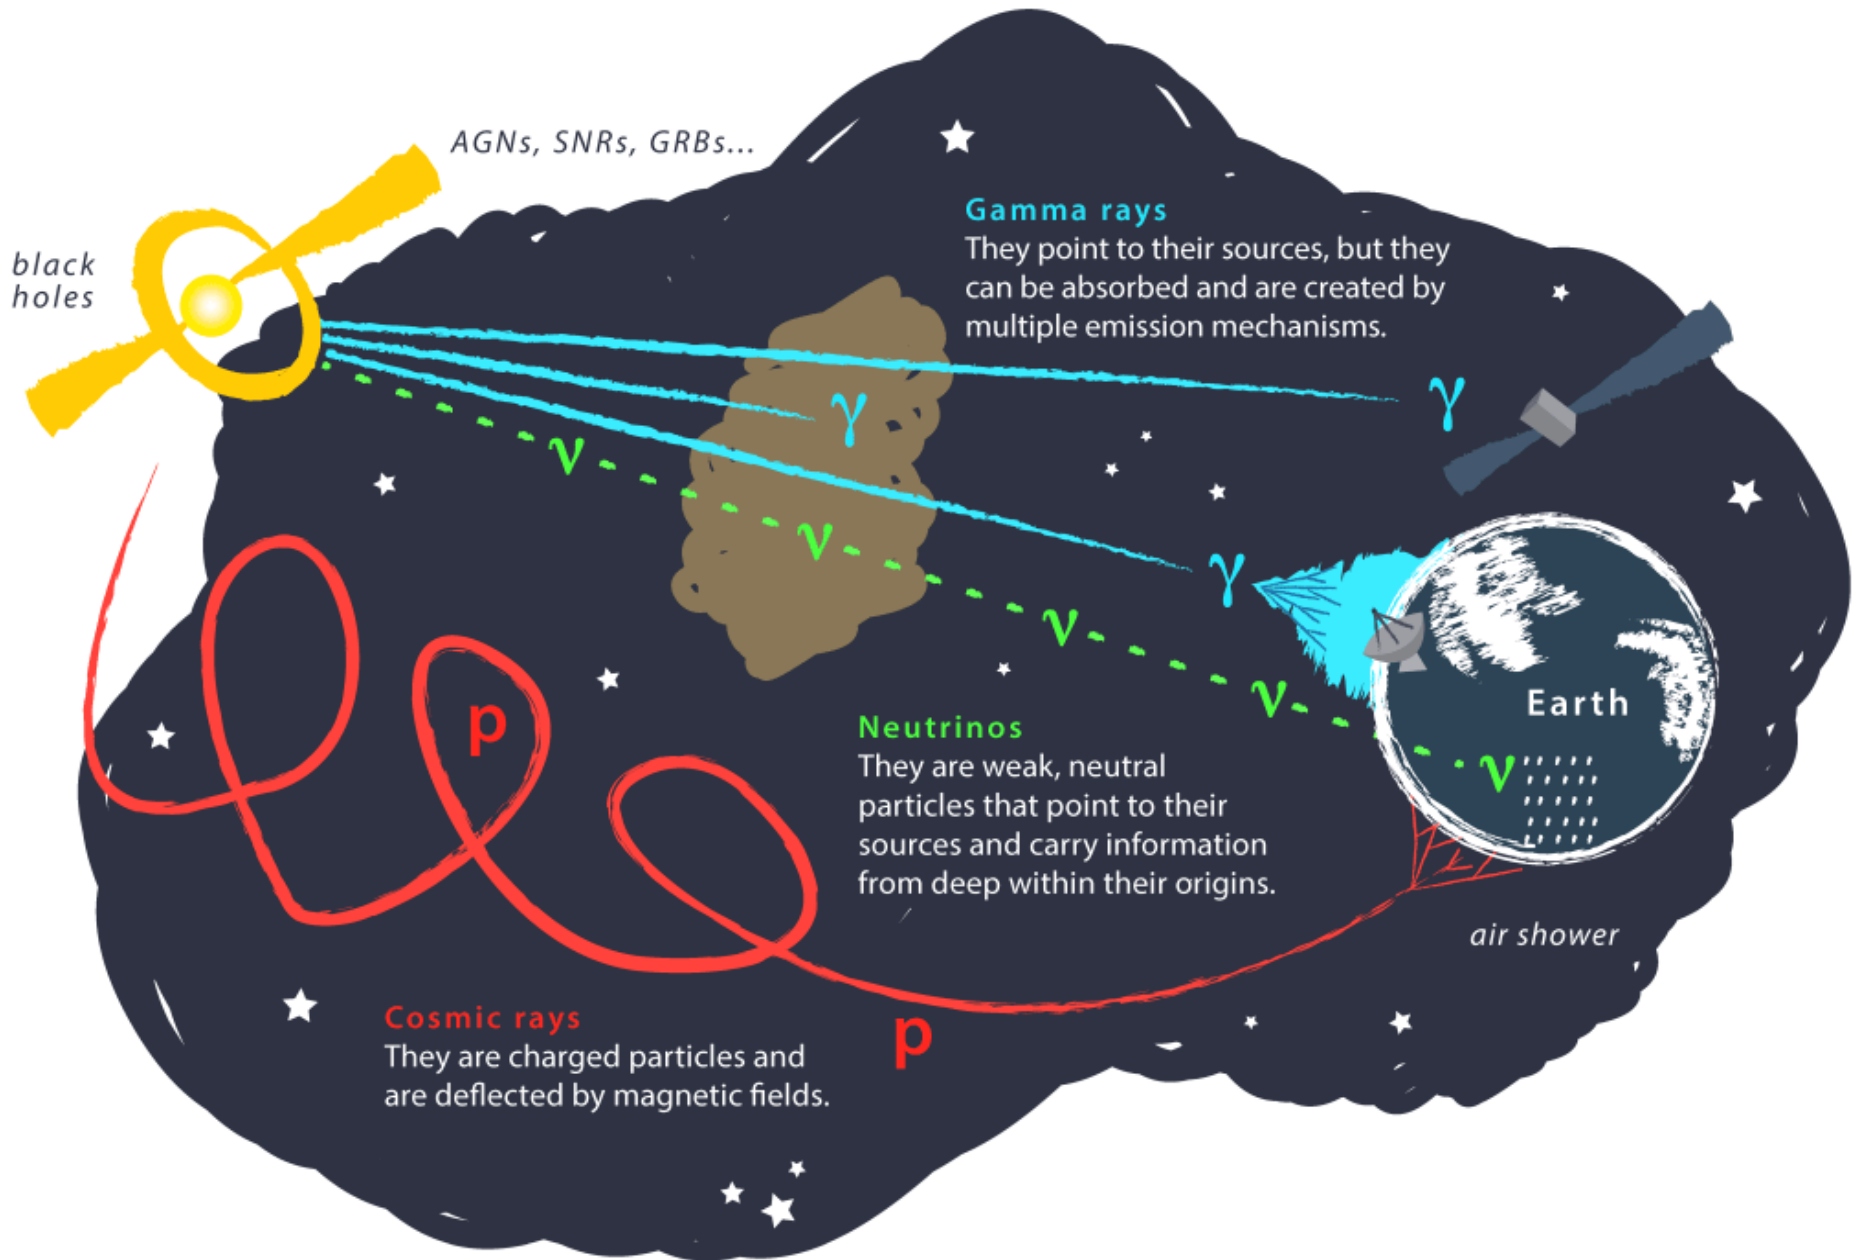 AGNs, SNRs, GRBs...
black
holes
Gamma rays
They point to their sources, but they
can be absorbed and are created by
multiple emission mechanisms.
γ
γ
ν
ν
γ
ν
ν
Earth
ν
p
Neutrinos
They are weak, neutral
particles that point to their
sources and carry information
from deep within their origins.
air shower
Cosmic rays
They are charged particles and
are deflected by magnetic fields.
p